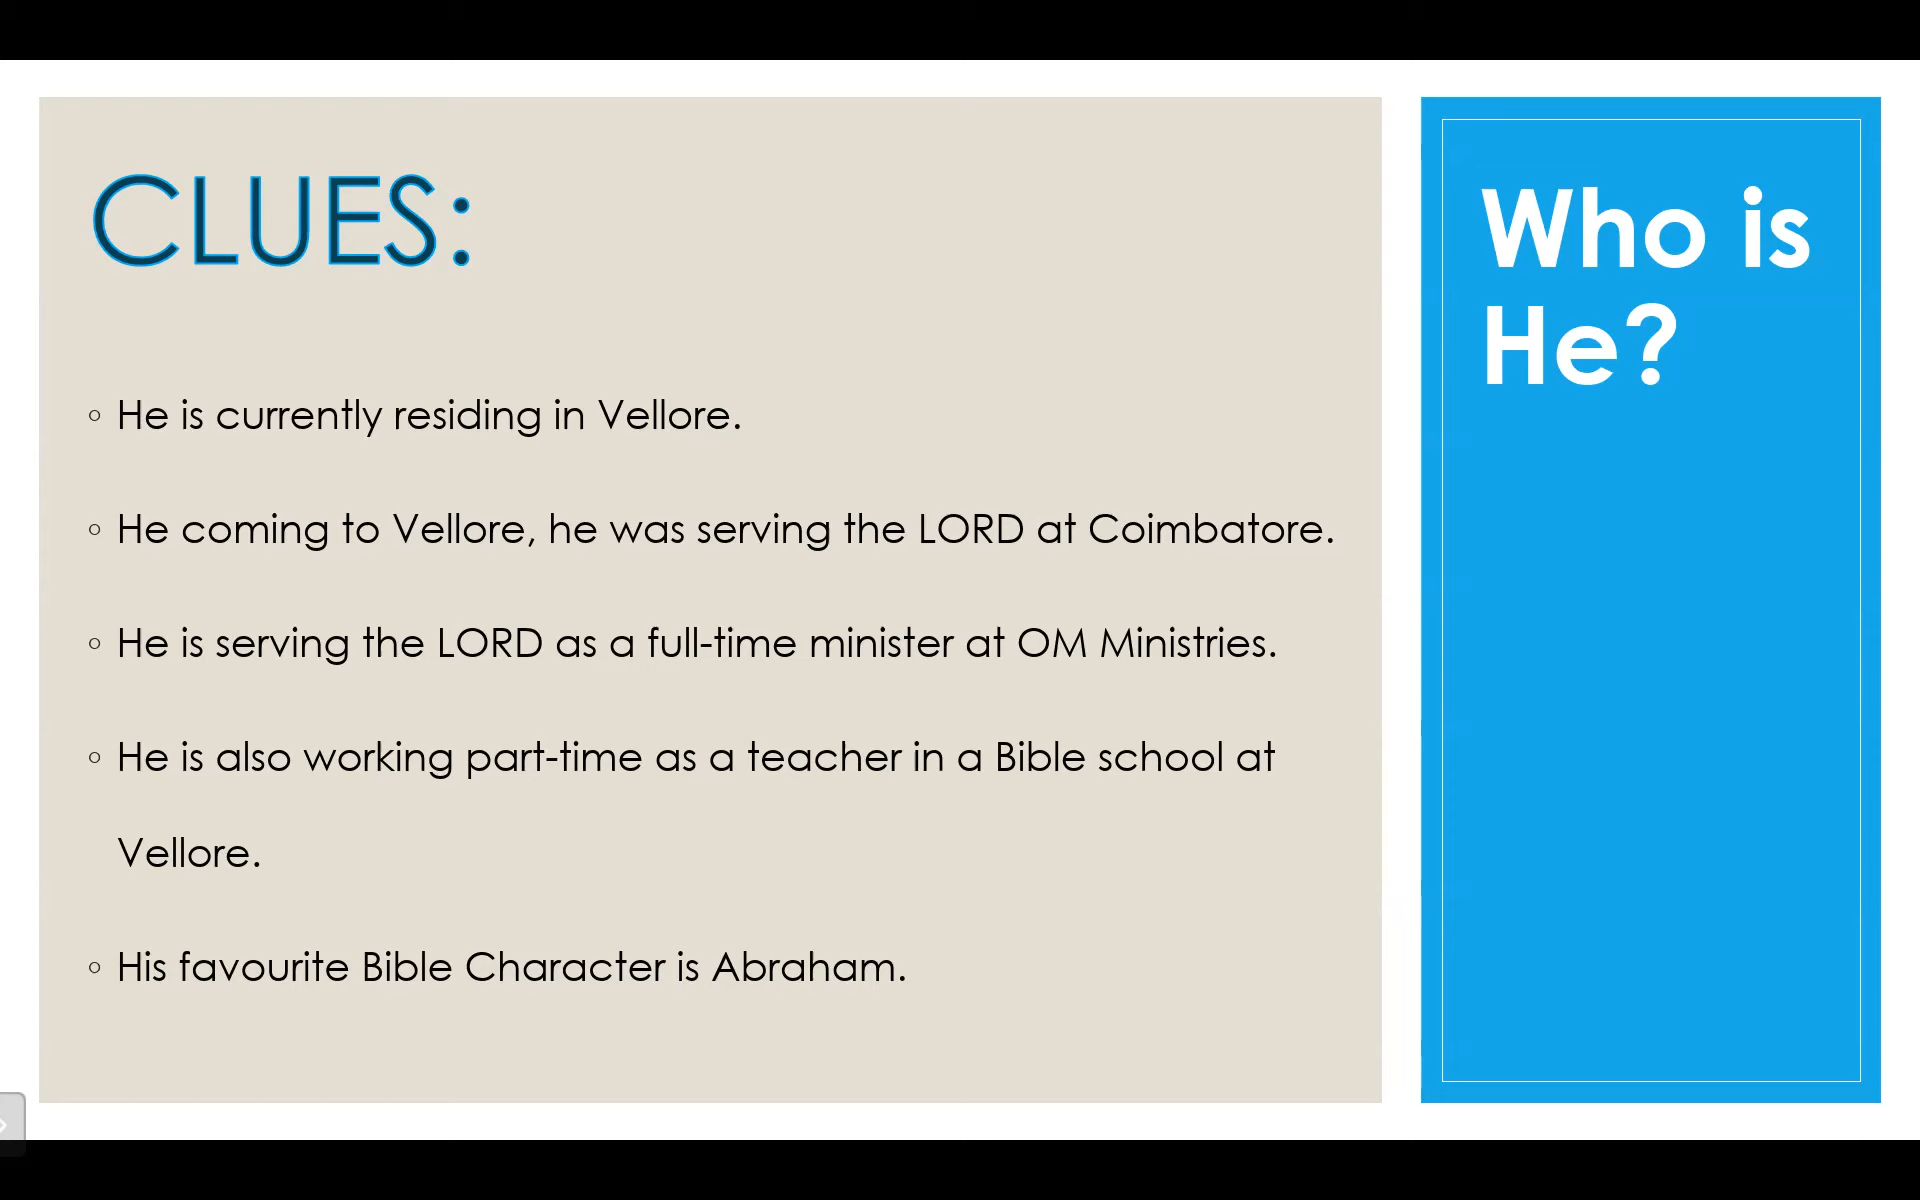 CLUES:
◦ He is currently residing in Vellore.
◦ He coming to Vellore, he was serving the LORD at Coimbatore.
◦ He is serving the LORD as a full-time minister at OM Ministries.
◦ He is also working part-time as a teacher in a Bible school at
Vellore.
◦ His favourite Bible Character is Abraham.
Who is
He?